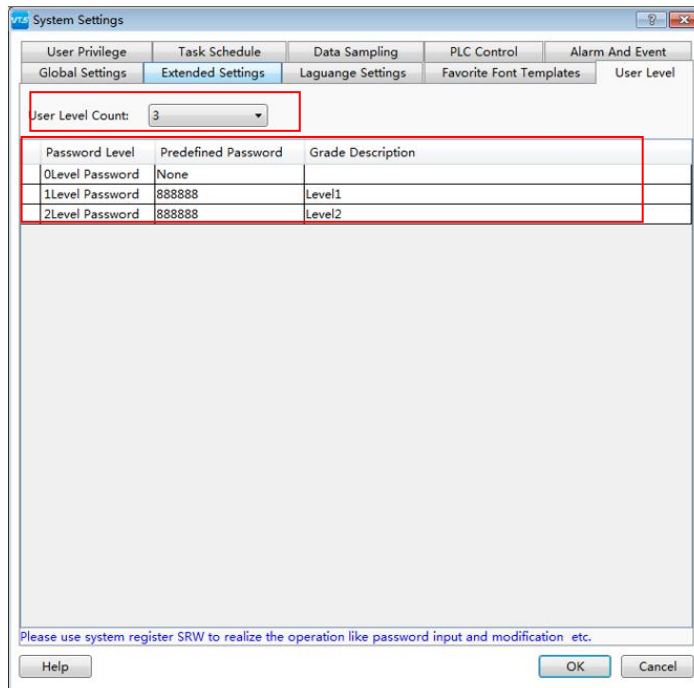 VT.S System Settings
User Privilege Task Schedule Data Sampling PLC Control Alarm And Event
Global Settings Extended Settings Laguange Settings Favorite Font Templates User Level
User Level Count: 3
Password Level Predefined Password Grade Description
0Level Password None
1Level Password 888888 Level1
2Level Password 888888 Level2
Please use system register SRW to realize the operation like password input and modification etc.
Help OK Cancel